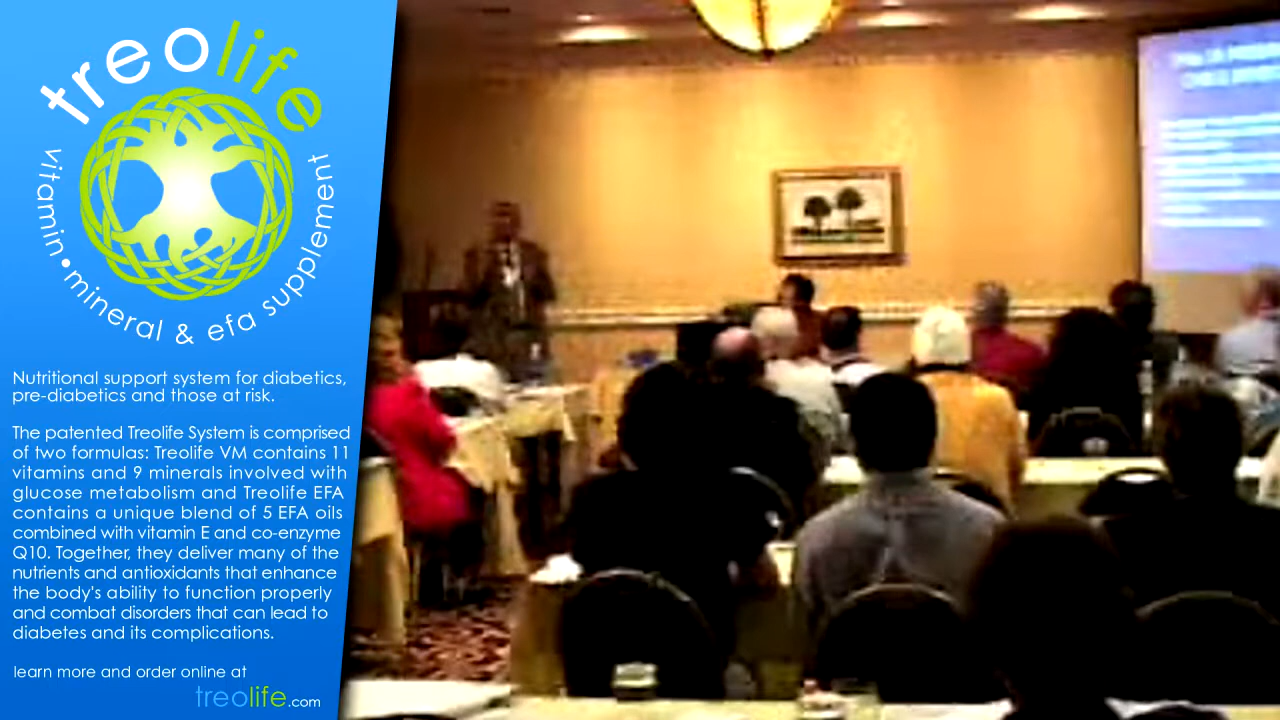 treolife
vitamin • mineral & efa supplement
Nutritional support system for diabetics,
pre-diabetics and those at risk.
The patented Treolife System is comprised
of two formulas: Treolife VM contains 11
vitamins and 9 minerals involved with
glucose metabolism and Treolife EFA
contains a unique blend of 5 EFA oils
combined with vitamin E and co-enzyme
Q10. Together, they deliver many of the
nutrients and antioxidants that enhance
the body's ability to function properly
and combat disorders that can lead to
diabetes and its complications.
learn more and order online at
treolife.com